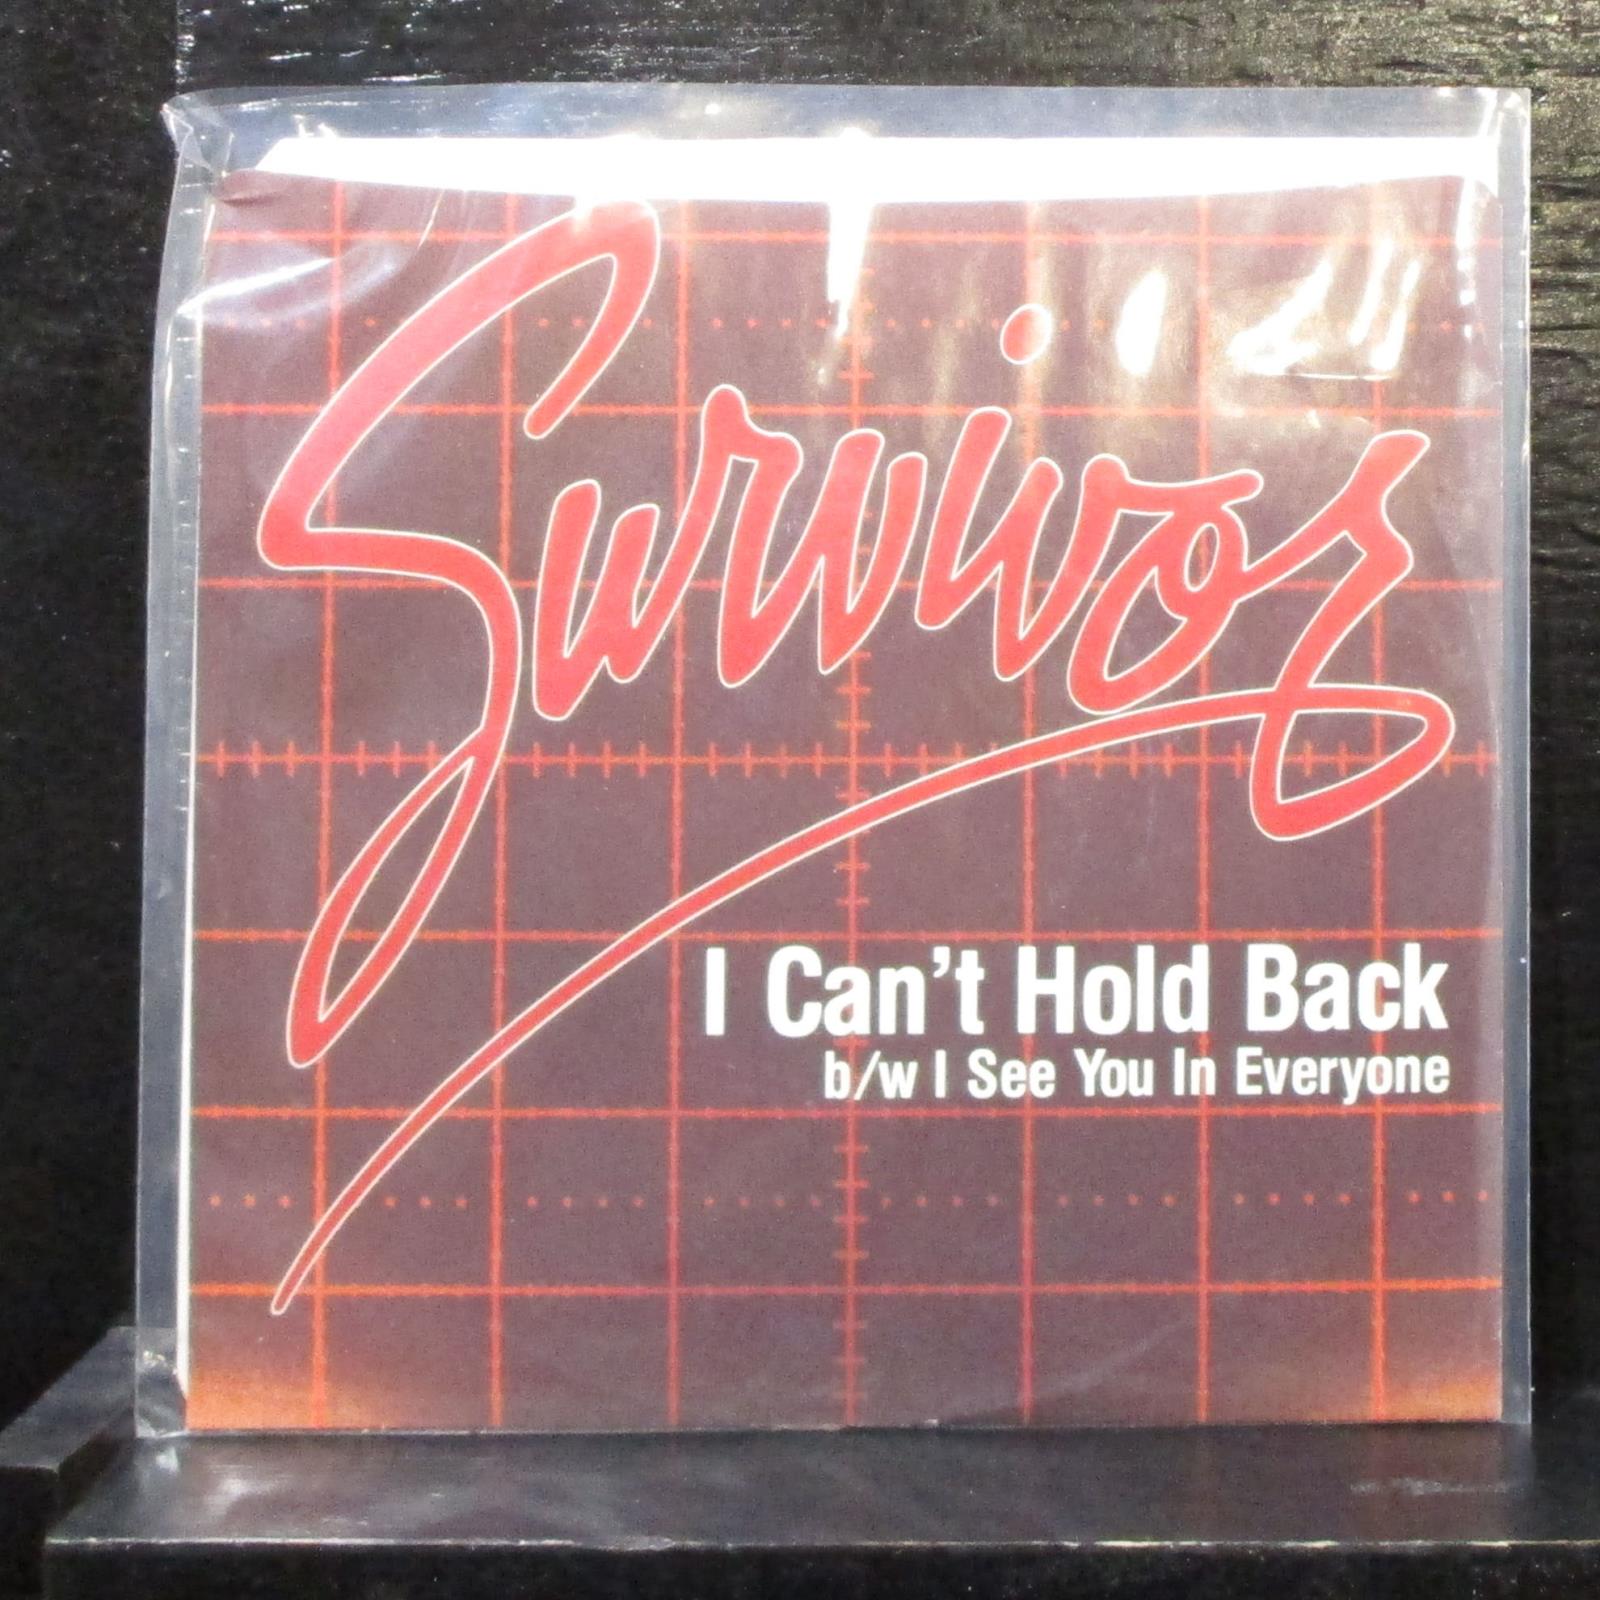 Survivor
I Can't Hold Back
b/w I See You In Everyone